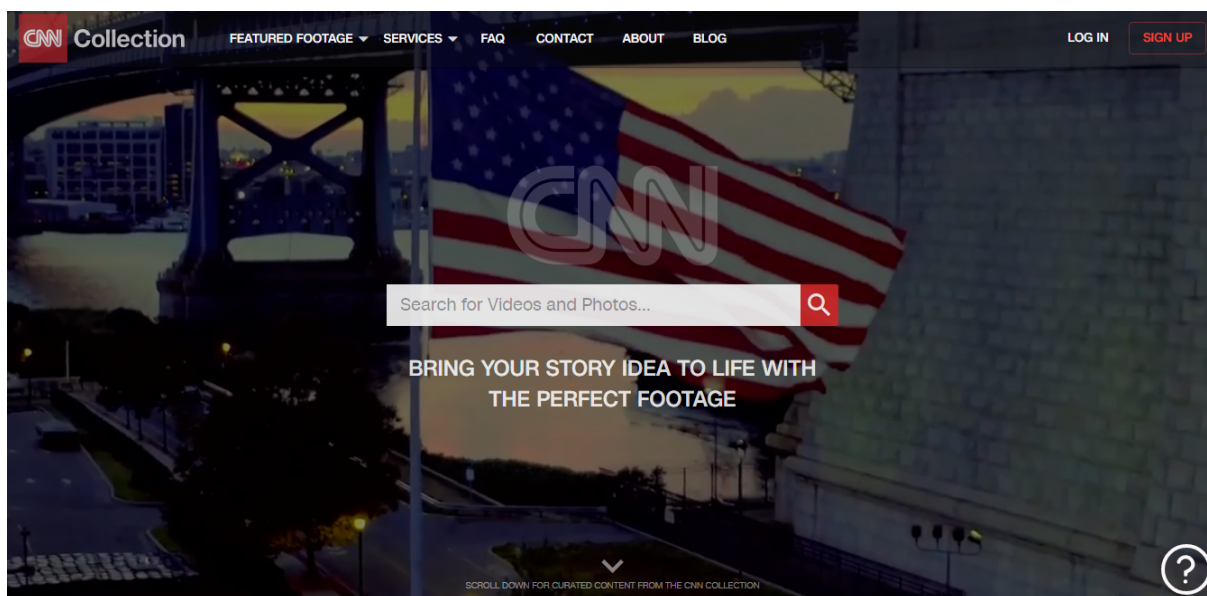 CNN Collection
FEATURED FOOTAGE SERVICES FAQ CONTACT ABOUT BLOG LOG IN SIGN UP
CNN
Search for Videos and Photos...
BRING YOUR STORY IDEA TO LIFE WITH
THE PERFECT FOOTAGE
SCROLL DOWN FOR CURATED CONTENT FROM THE CNN COLLECTION
?